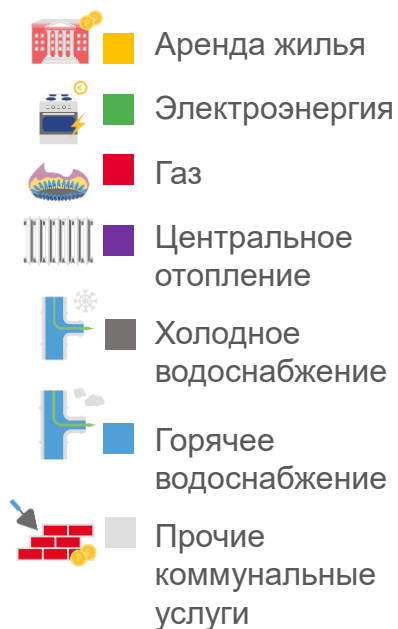 Аренда жилья
Электроэнергия
Газ
Центральное
отопление
Холодное
водоснабжение
Горячее
водоснабжение
Прочие
коммунальные
услуги